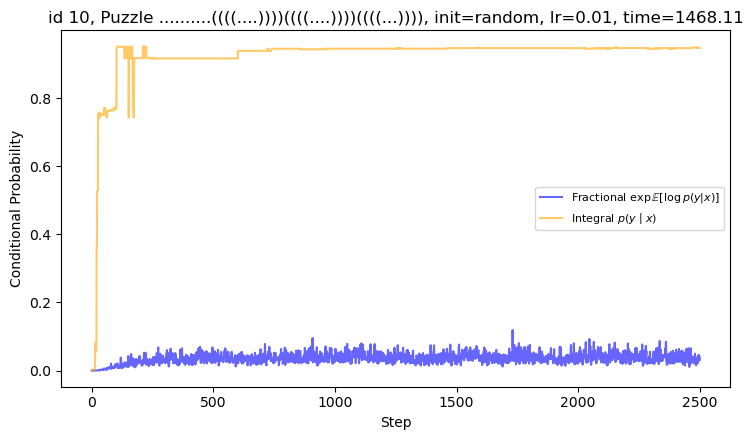 id 10, Puzzle ..........((((....))))((((....))))((((...)))), init=random, lr=0.01, time=1468.11
Conditional Probability
0.8
0.6
0.4
0.2
0.0
Fractional exp𝔼[log p(y|x)]
Integral p(y | x)
0
500
1000
1500
2000
2500
Step